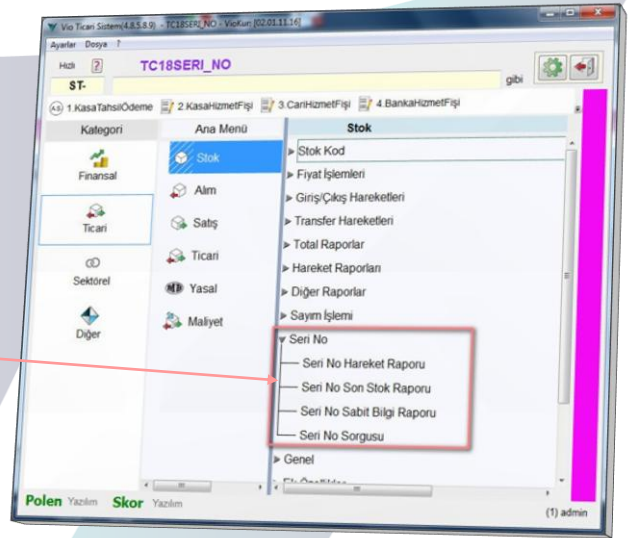 Vio Ticari Sistem(4.8.5.8.9) - TC18SERI_NO - VioKurı [02.01.11.16]
Ayarlar Dosya ?
Hızlı ? TC18SERI_NO
ST- gibi
1.KasaTahsilÖdeme 2.KasaHizmetFişi 3.CariHizmetFişi 4.BankaHizmetFişi
Kategori Ana Menü Stok
Finansal
Ticari
Sektörel
Diğer
Stok
Alım
Satış
Ticari
Yasal
Maliyet
Stok Kod
Fiyat İşlemleri
Giriş/Çıkış Hareketleri
Transfer Hareketleri
Total Raporlar
Hareket Raporları
Diğer Raporlar
Sayım İşlemi
Seri No
Seri No Hareket Raporu
Seri No Son Stok Raporu
Seri No Sabit Bilgi Raporu
Seri No Sorgusu
Genel
Polen Yazılım Skor Yazılım
(1) admin